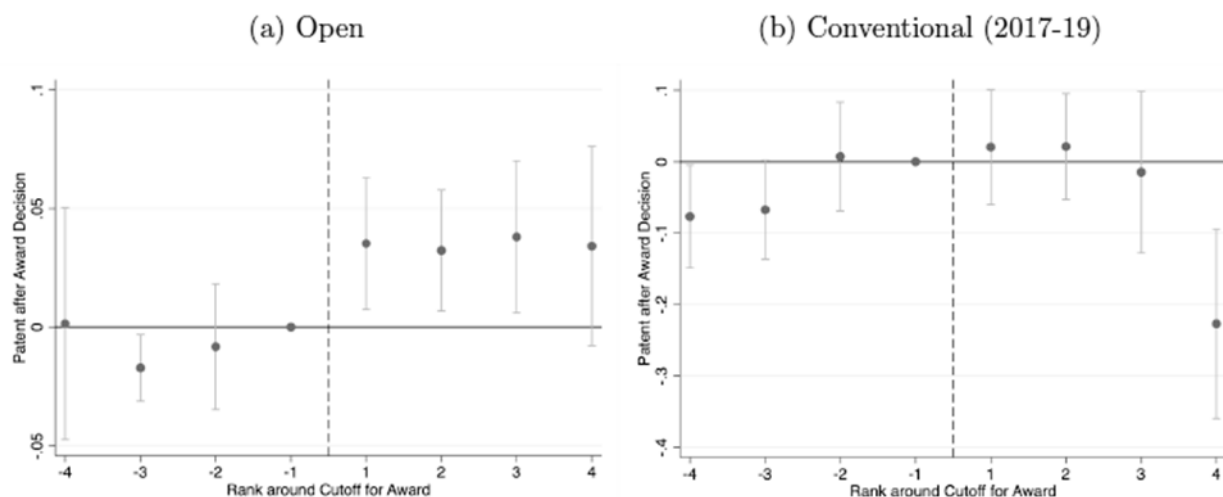 (a) Open
.1
.05
0
-.05
Patent after Award Decision
-4 -3 -2 -1 1 2 3 4
Rank around Cutoff for Award
(b) Conventional (2017-19)
.1
0
-.1
-.2
-.3
-.4
Patent after Award Decision
-4 -3 -2 -1 1 2 3 4
Rank around Cutoff for Award